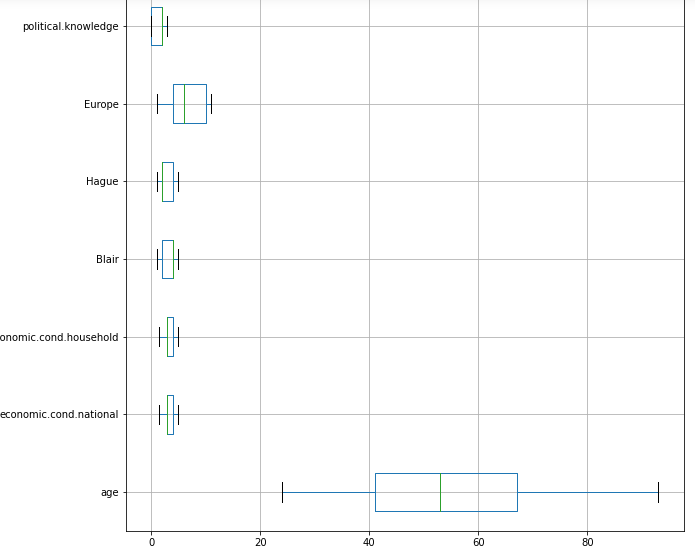 political.knowledge
Europe
Hague
Blair
onomic.cond.household
economic.cond.national
age
0 20 40 60 80